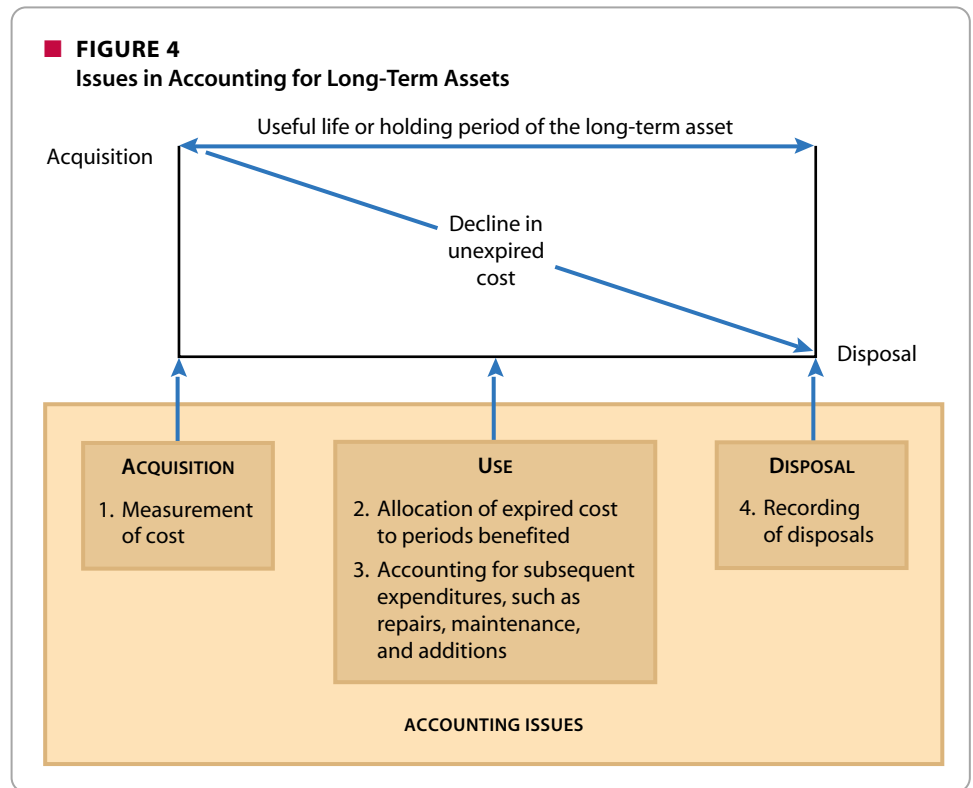 FIGURE 4
Issues in Accounting for Long-Term Assets
Useful life or holding period of the long-term asset
Acquisition
Decline in
unexpired
cost
Disposal
ACQUISITION
1. Measurement
of cost
USE
2. Allocation of expired cost
to periods benefited
3. Accounting for subsequent
expenditures, such as
repairs, maintenance,
and additions
DISPOSAL
4. Recording
of disposals
ACCOUNTING ISSUES